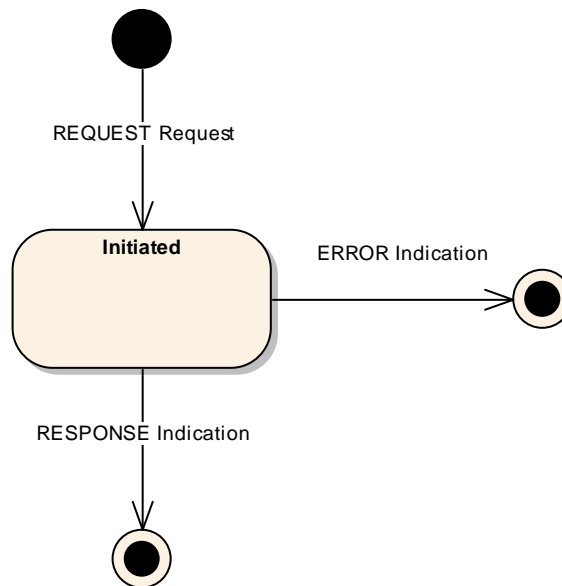 REQUEST Request
Initiated
ERROR Indication
RESPONSE Indication